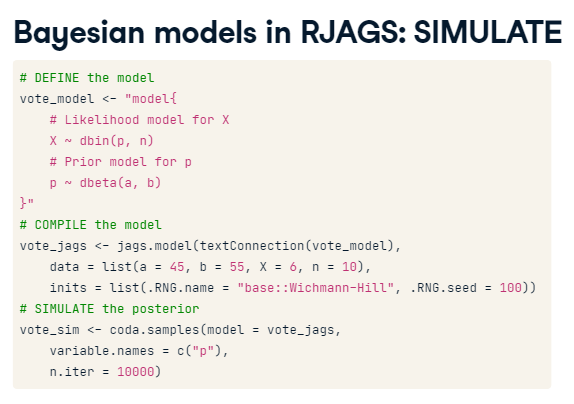 Bayesian models in RJAGS: SIMULATE
# DEFINE the model
vote_model <- "model{
    # Likelihood model for X
    X ~ dbin(p, n)
    # Prior model for p
    p ~ dbeta(a, b)
}"
# COMPILE the model
vote_jags <- jags.model(textConnection(vote_model),
    data = list(a = 45, b = 55, X = 6, n = 10),
    inits = list(.RNG.name = "base::Wichmann-Hill", .RNG.seed = 100))
# SIMULATE the posterior
vote_sim <- coda.samples(model = vote_jags,
    variable.names = c("p"),
    n.iter = 10000)